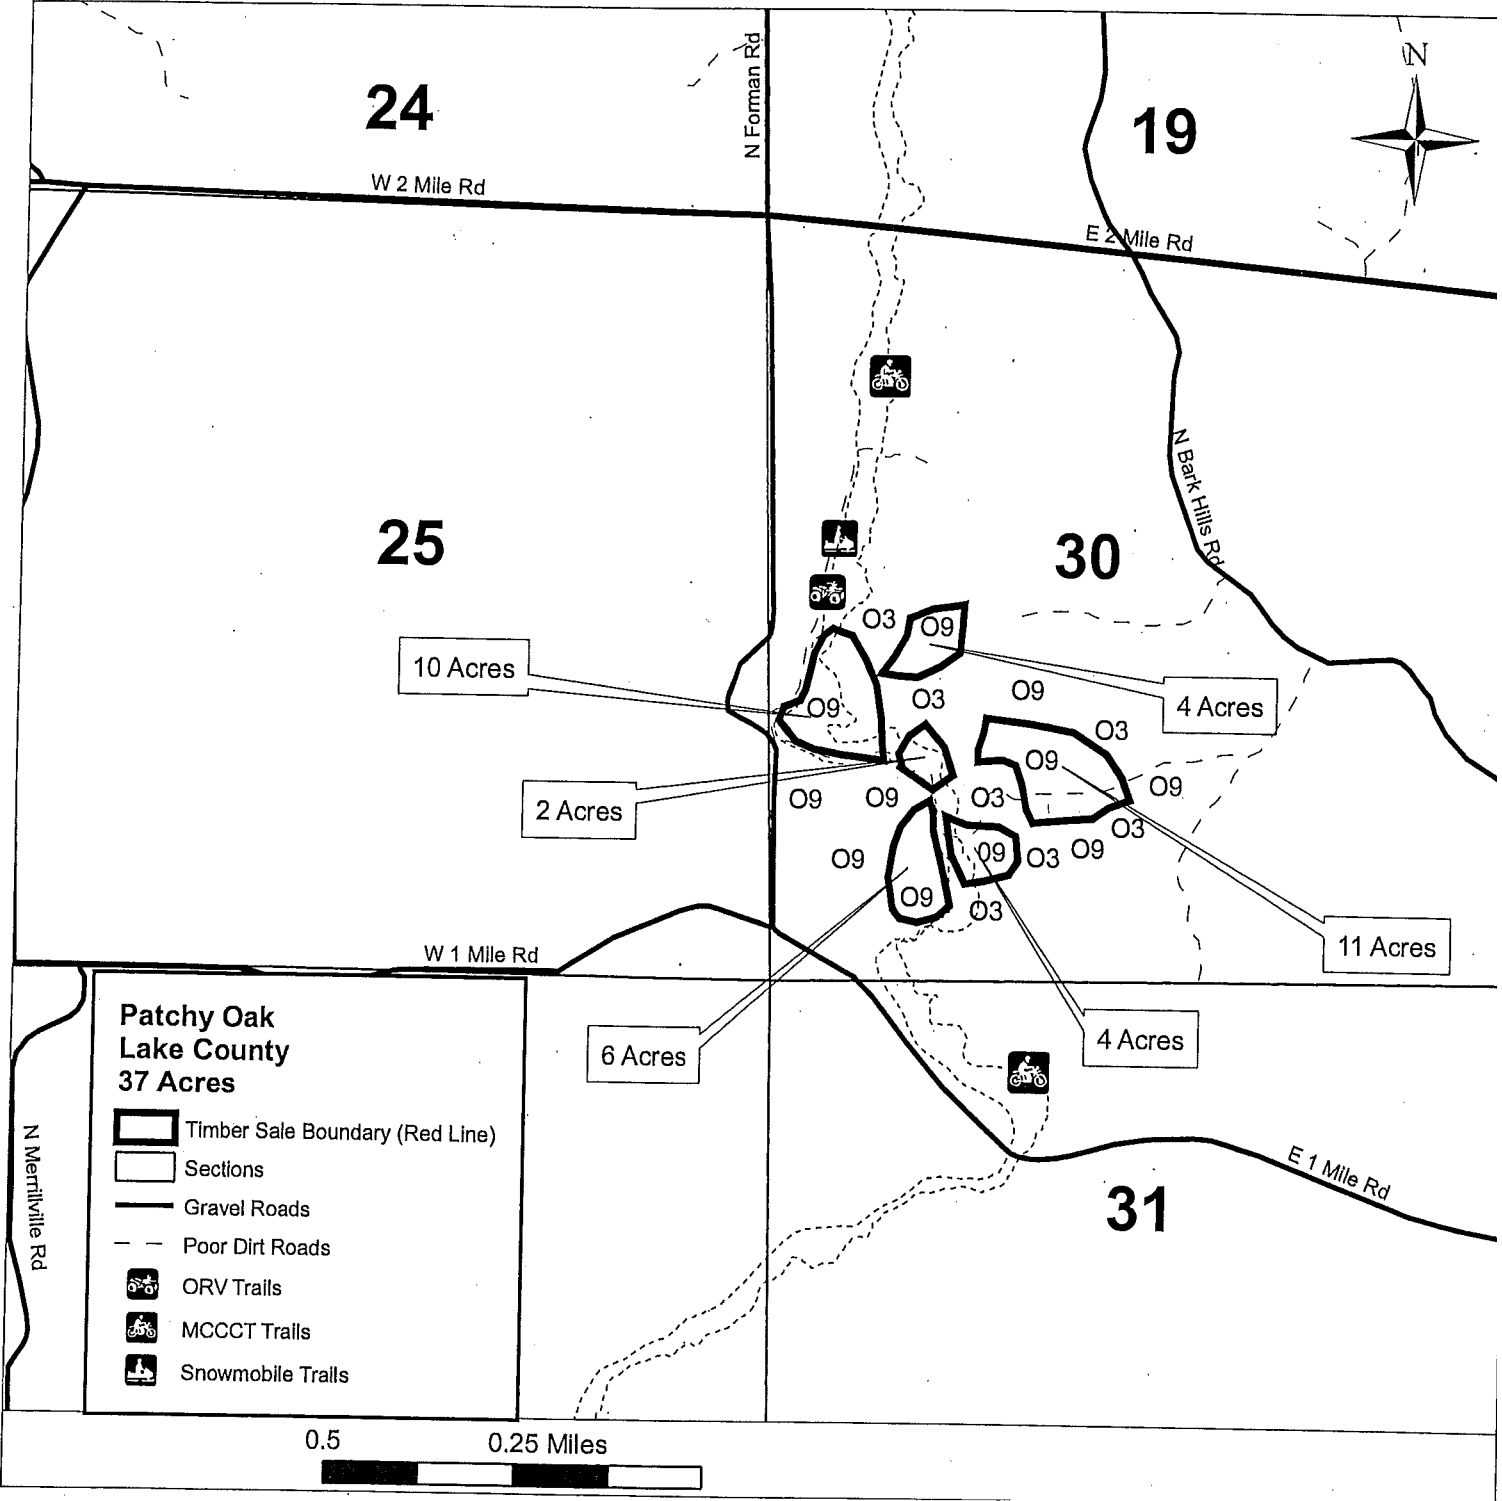 N
24
N Forman Rd
19
W 2 Mile Rd
E 2 Mile Rd
N Bark Hills Rd
25
30
O3
O9
10 Acres
O9
O3
O9
4 Acres
O3
O9
2 Acres
O9
O9
O3
O9
O3
O9
O9
09
O3
O9
O9
O3
11 Acres
W 1 Mile Rd
6 Acres
4 Acres
Patchy Oak
Lake County
37 Acres
Timber Sale Boundary (Red Line)
Sections
Gravel Roads
Poor Dirt Roads
ORV Trails
MCCCT Trails
Snowmobile Trails
N Merrillville Rd
E 1 Mile Rd
31
0.5
0.25 Miles